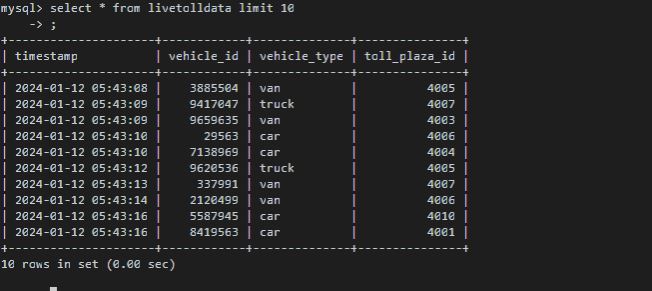 mysql> select * from livetolldata limit 10
    -> ;
+---------------------+------------+--------------+---------------+
| timestamp           | vehicle_id | vehicle_type | toll_plaza_id |
+---------------------+------------+--------------+---------------+
| 2024-01-12 05:43:08 |    3885504 | van          |          4005 |
| 2024-01-12 05:43:09 |    9417047 | truck        |          4007 |
| 2024-01-12 05:43:09 |    9659635 | van          |          4003 |
| 2024-01-12 05:43:10 |      29563 | car          |          4006 |
| 2024-01-12 05:43:10 |    7138969 | car          |          4004 |
| 2024-01-12 05:43:12 |    9620536 | truck        |          4005 |
| 2024-01-12 05:43:13 |     337991 | van          |          4007 |
| 2024-01-12 05:43:14 |    2120499 | van          |          4006 |
| 2024-01-12 05:43:16 |    5587945 | car          |          4010 |
| 2024-01-12 05:43:16 |    8419563 | car          |          4001 |
+---------------------+------------+--------------+---------------+
10 rows in set (0.00 sec)